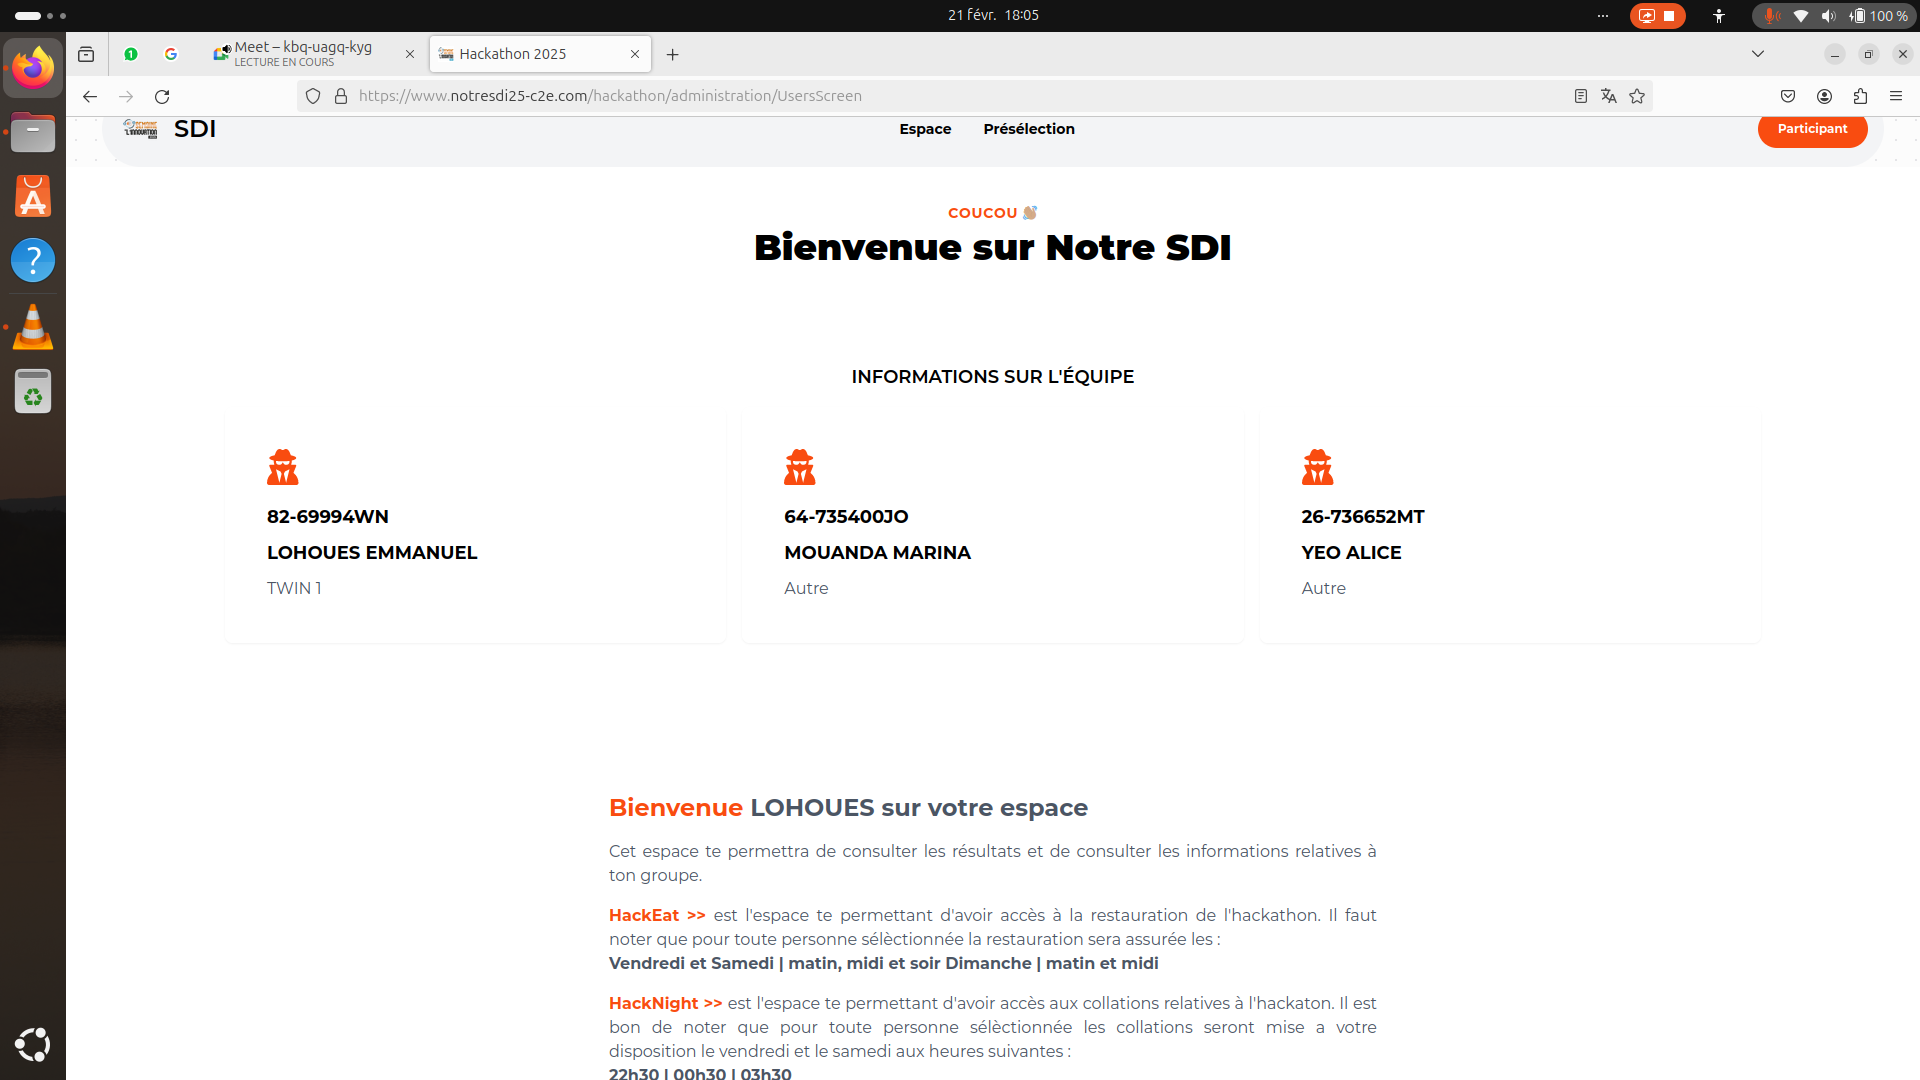 21 févr. 18:05
100 %
1
Meet – kbq-uagq-kyg
LECTURE EN COURS
Hackathon 2025
https://www.notresdi25-c2e.com/hackathon/administration/UsersScreen
SDI
Espace
Présélection
Participant
COUCOU
Bienvenue sur Notre SDI
INFORMATIONS SUR L'ÉQUIPE
82-69994WN
LOHOUES EMMANUEL
TWIN 1
64-735400JO
MOUANDA MARINA
Autre
26-736652MT
YEO ALICE
Autre
Bienvenue LOHOUES sur votre espace
Cet espace te permettra de consulter les résultats et de consulter les informations relatives à
ton groupe.
HackEat >> est l'espace te permettant d'avoir accès à la restauration de l'hackathon. Il faut
noter que pour toute personne sélèctionnée la restauration sera assurée les :
Vendredi et Samedi | matin, midi et soir Dimanche | matin et midi
HackNight >> est l'espace te permettant d'avoir accès aux collations relatives à l'hackaton. Il est
bon de noter que pour toute personne sélèctionnée les collations seront mise a votre
disposition le vendredi et le samedi aux heures suivantes :
22h30 | 00h30 | 03h30